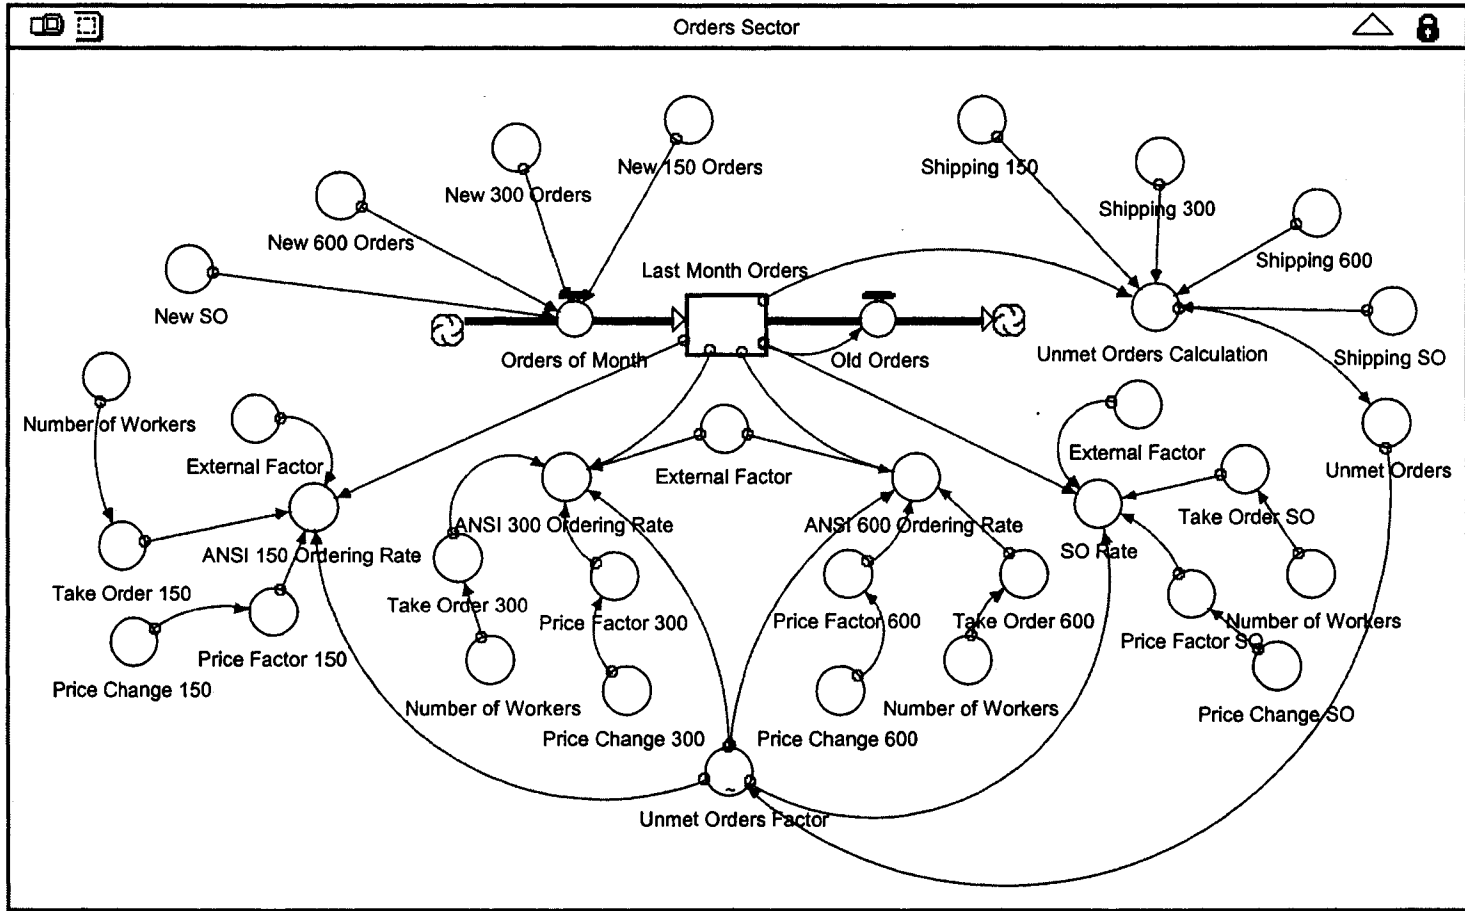 Orders Sector
New 150 Orders
Shipping 150
New 300 Orders
Shipping 300
New 600 Orders
Shipping 600
Last Month Orders
New SO
Orders of Month
Old Orders
Unmet Orders Calculation
Shipping SO
Number of Workers
External Factor
External Factor
External Factor
Unmet Orders
ANSI 150 Ordering Rate
ANSI 300 Ordering Rate
ANSI 600 Ordering Rate
SO Rate
Take Order SO
Take Order 150
Take Order 300
Price Factor 300
Price Factor 600
Take Order 600
Price Factor SO
Number of Workers
Price Factor 150
Price Change 150
Number of Workers
Price Change 300
Price Change 600
Number of Workers
Price Change SO
~
Unmet Orders Factor